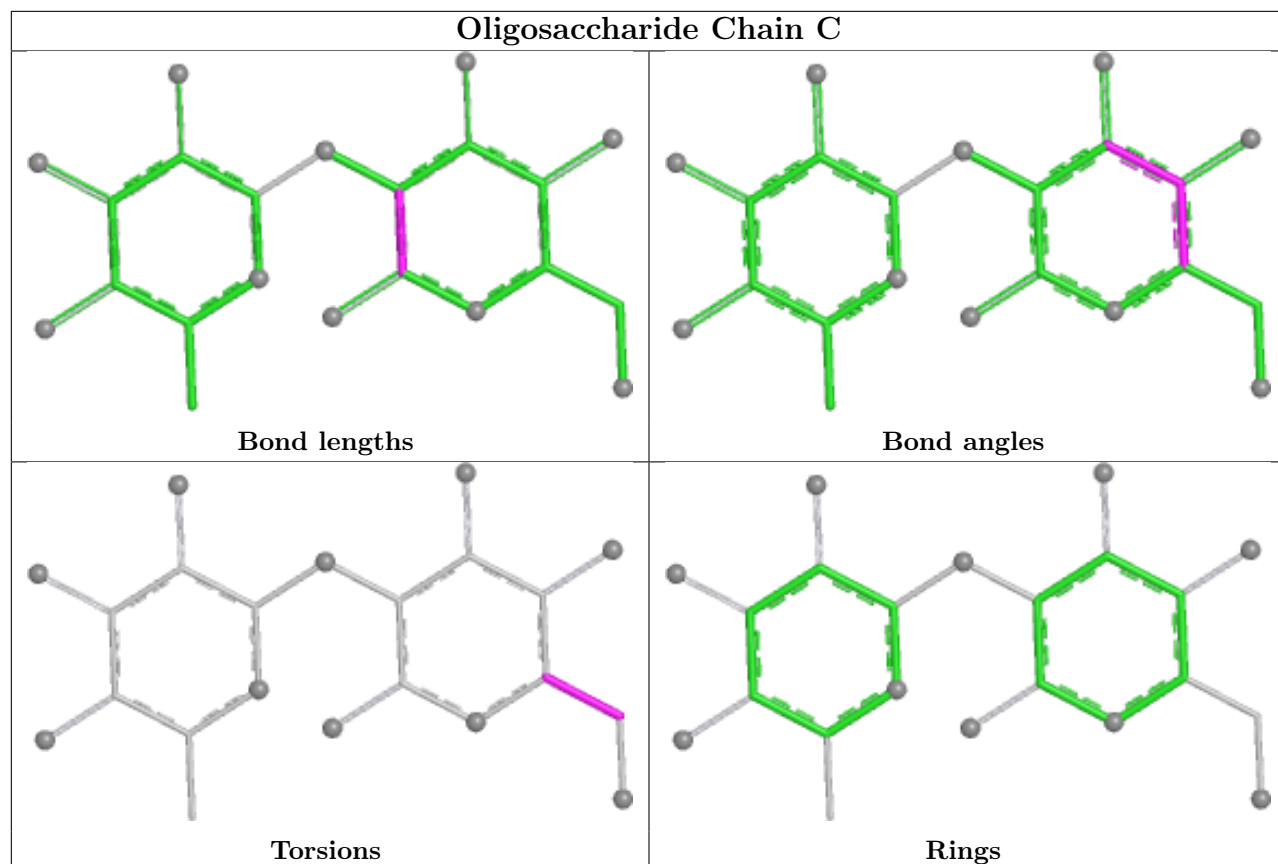 Oligosaccharide Chain C
Bond lengths
Bond angles
Torsions
Rings